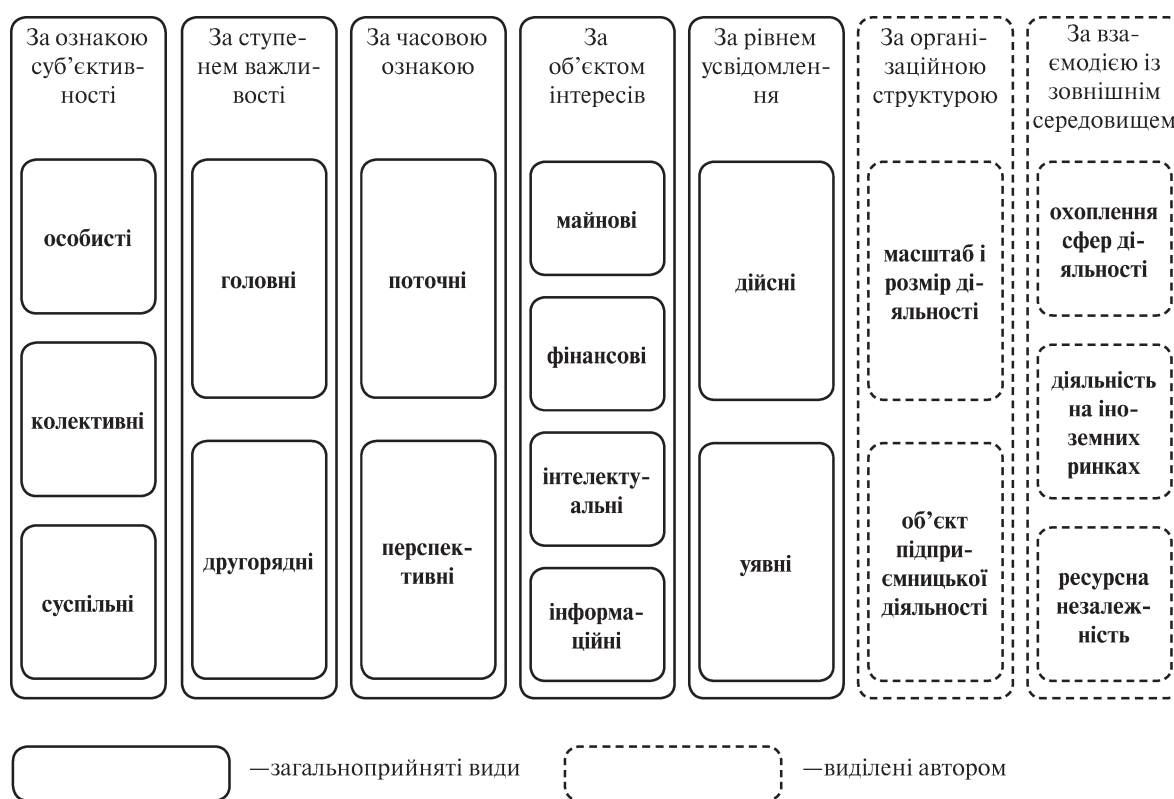 За ознакою
суб’єктив-
ності
особисті
колективні
суспільні
За ступе-
нем важли-
вості
головні
другорядні
За часовою
ознакою
поточні
перспек-
тивні
За
об’єктом
інтересів
майнові
фінансові
інтелекту-
альні
інформа-
ційні
За рівнем
усвідомлен-
ня
дійсні
уявні
За органі-
заційною
структурою
масштаб і
розмір ді-
яльності
об’єкт
підпри-
ємницької
діяльності
За вза-
ємодією із
зовнішнім
середовищем
охоплення
сфер ді-
яльності
діяльність
на іно-
земних
ринках
ресурсна
незалеж-
ність
—загальноприйняті види
—виділені автором